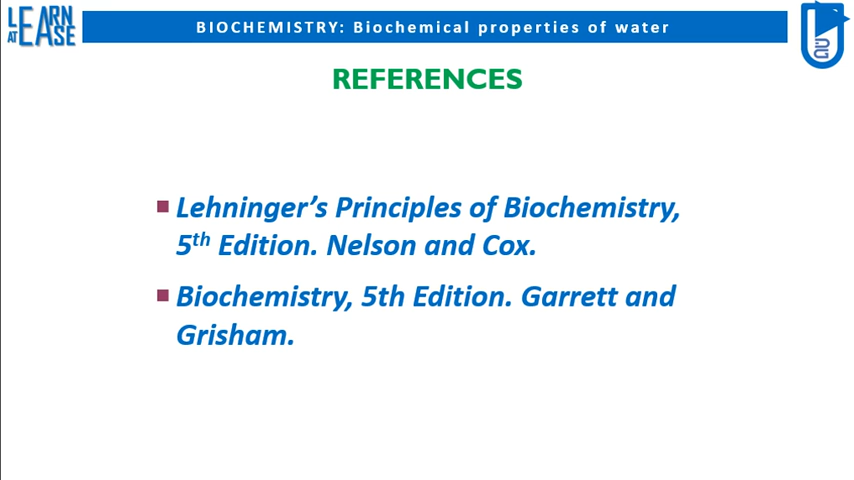 LEARN
AT EASE
BIOCHEMISTRY: Biochemical properties of water
REFERENCES
Lehninger’s Principles of Biochemistry,
5th Edition. Nelson and Cox.
Biochemistry, 5th Edition. Garrett and
Grisham.